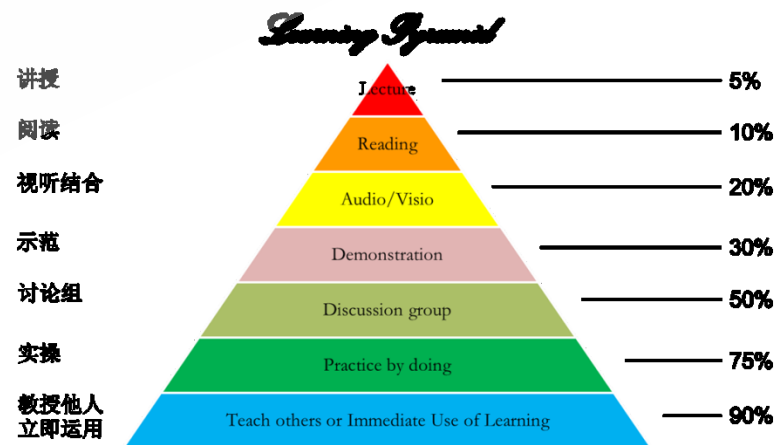 Learning Pyramid
讲授
Lecture
5%
阅读
Reading
10%
视听结合
Audio/Visio
20%
示范
Demonstration
30%
讨论组
Discussion group
50%
实操
Practice by doing
75%
教授他人
立即运用
Teach others or Immediate Use of Learning
90%